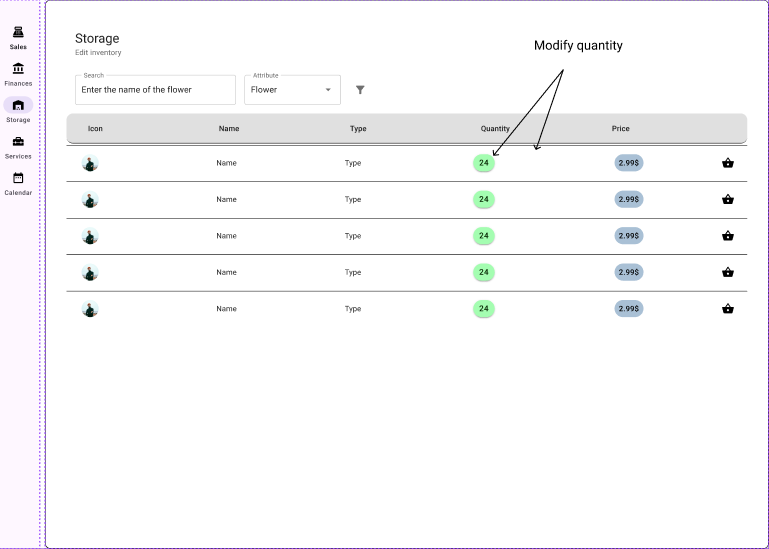 Sales
Finances
Storage
Services
Calendar
Storage
Edit inventory
Modify quantity
Search
Enter the name of the flower
Attribute
Flower
Icon Name Type Quantity Price
Name Type 24 2.99$
Name Type 24 2.99$
Name Type 24 2.99$
Name Type 24 2.99$
Name Type 24 2.99$